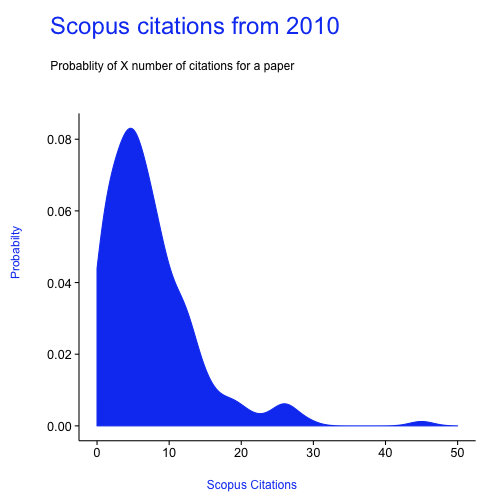 Scopus citations from 2010
Probablity of X number of citations for a paper
0.08
0.06
0.04
0.02
0.00
Probabilty
0 10 20 30 40 50
Scopus Citations